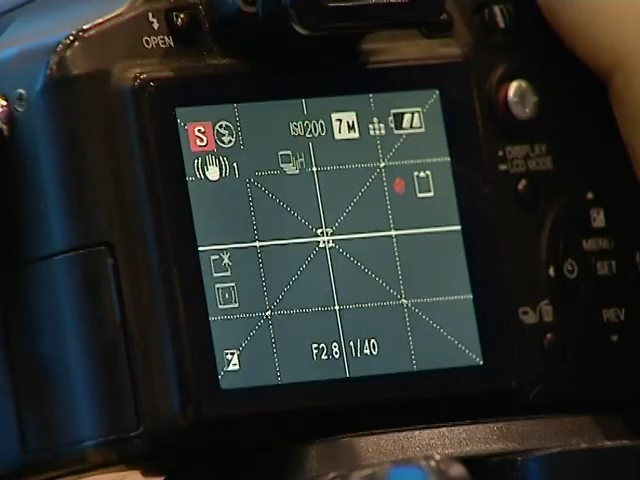 OPEN
S ISO200 7M
H
1
DISPLAY
LCD MODE
MENU
SET
REV
F2.8 1/40